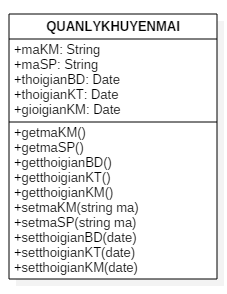 QUANLYKHUYENMAI
+maKM: String
+maSP: String
+thoigianBD: Date
+thoigianKT: Date
+gioigianKM: Date
+getmaKM()
+getmaSP()
+getthoigianBD()
+getthoigianKT()
+getthoigianKM()
+setmaKM(string ma)
+setmaSP(string ma)
+setthoigianBD(date)
+setthoigianKT(date)
+setthoigianKM(date)